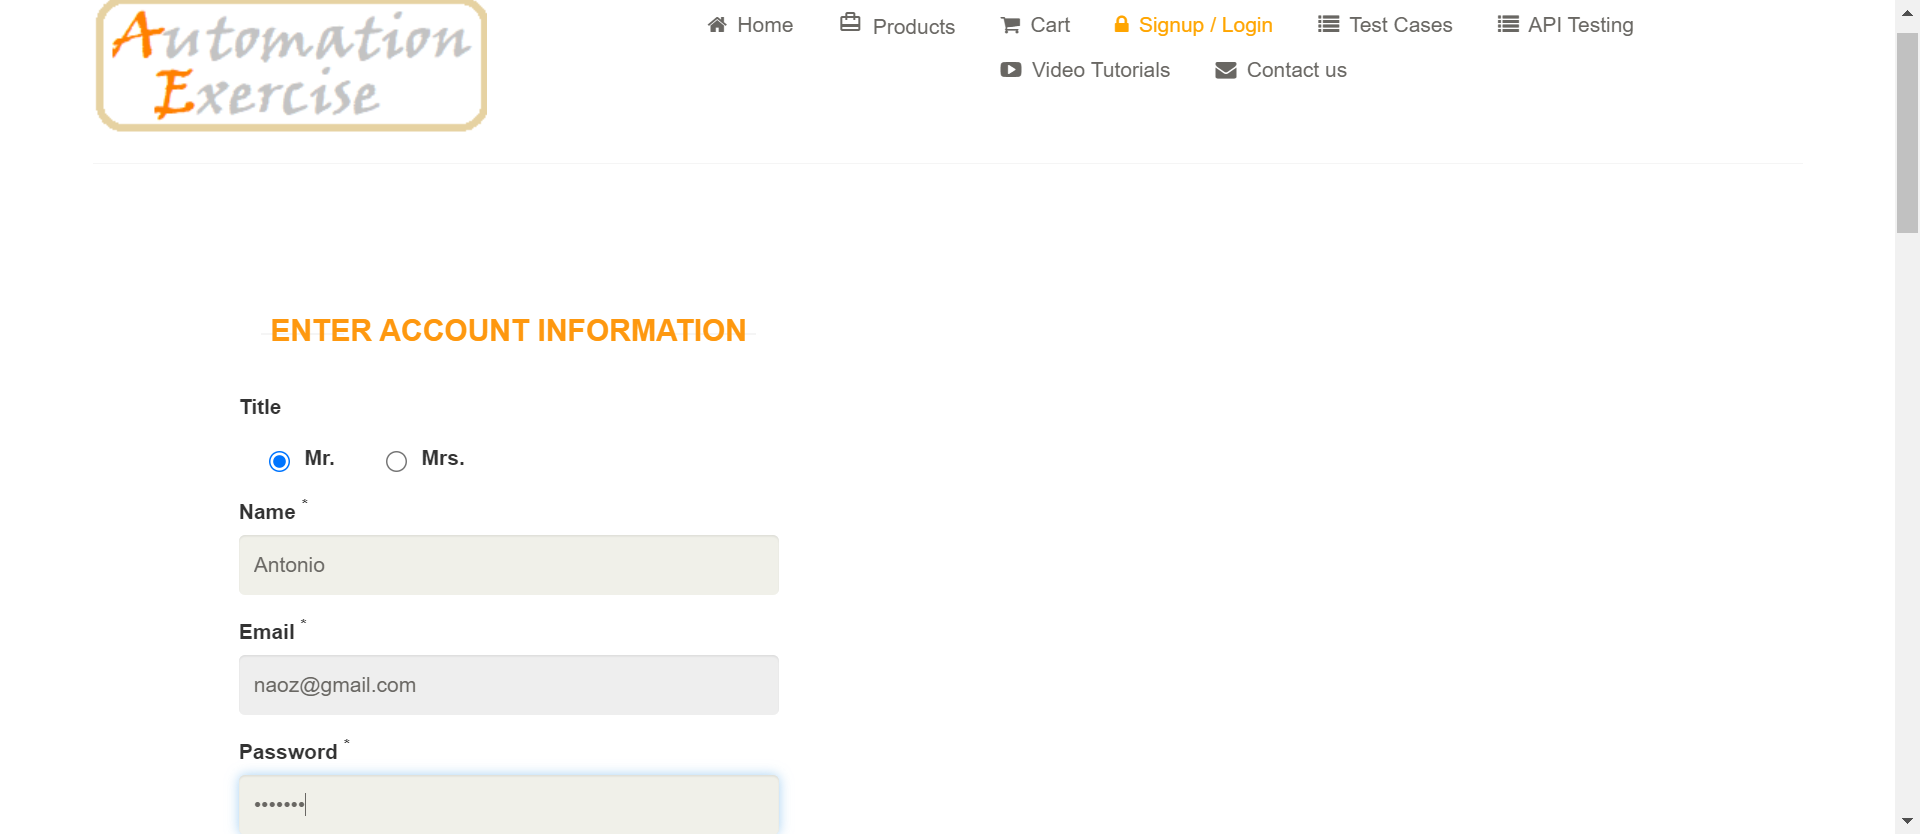 Automation
Exercise
Home Products Cart Signup / Login Test Cases API Testing
Video Tutorials Contact us
ENTER ACCOUNT INFORMATION
Title
Mr. Mrs.
Name *
Antonio
Email *
naoz@gmail.com
Password *
•••••••